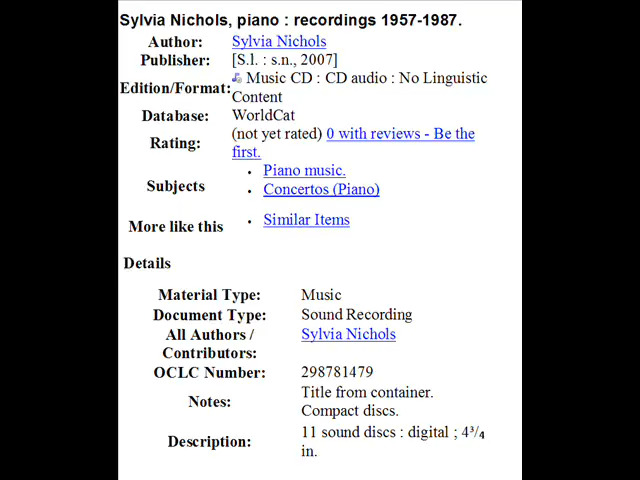 Sylvia Nichols, piano : recordings 1957-1987.
Author: Sylvia Nichols
Publisher: [S.l. : s.n., 2007]
Edition/Format: Music CD : CD audio : No Linguistic
Content
Database: WorldCat
Rating: (not yet rated) 0 with reviews - Be the
first.
Subjects
• Piano music.
• Concertos (Piano)
More like this
• Similar Items
Details
Material Type: Music
Document Type: Sound Recording
All Authors / Sylvia Nichols
Contributors:
OCLC Number: 298781479
Notes: Title from container.
Compact discs.
Description: 11 sound discs : digital ; 4³/₄
in.